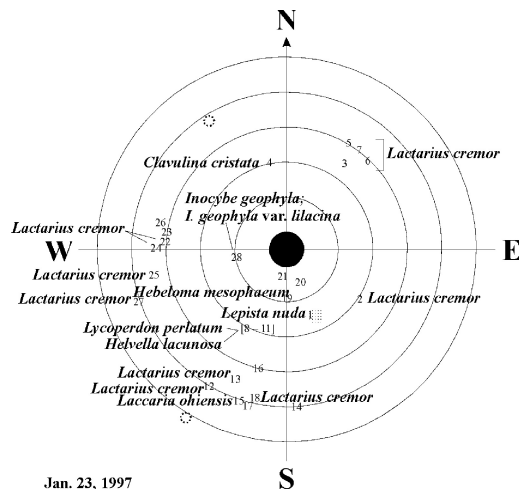 N
5
7
Lactarius cremor
Clavulina cristata 4
3
6
Inocybe geophyla;
I. geophyla var. lilacina
26
Lactarius cremor
23
22
24
W
E
28
Lactarius cremor 25
21
20
Hebeloma mesophaeum
19
Lactarius cremor
27
2 Lactarius cremor
Lepista nuda 1
Lycoperdon perlatum
8 - 11
Helvella lacunosa
16
Lactarius cremor 13
Lactarius cremor 12
Laccaria ohiensis 15
18 Lactarius cremor
17
14
S
Jan. 23, 1997